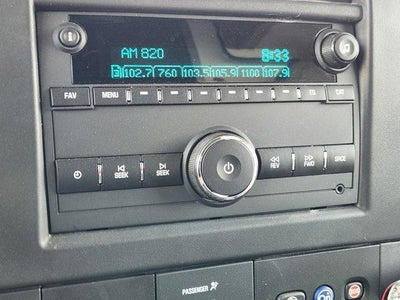 AM 820 8:33
102.7 760 103.5 105.9 1100 107.9
FAV MENU EQ CAT
SEEK SEEK REV FWD SRCE
PASSENGER